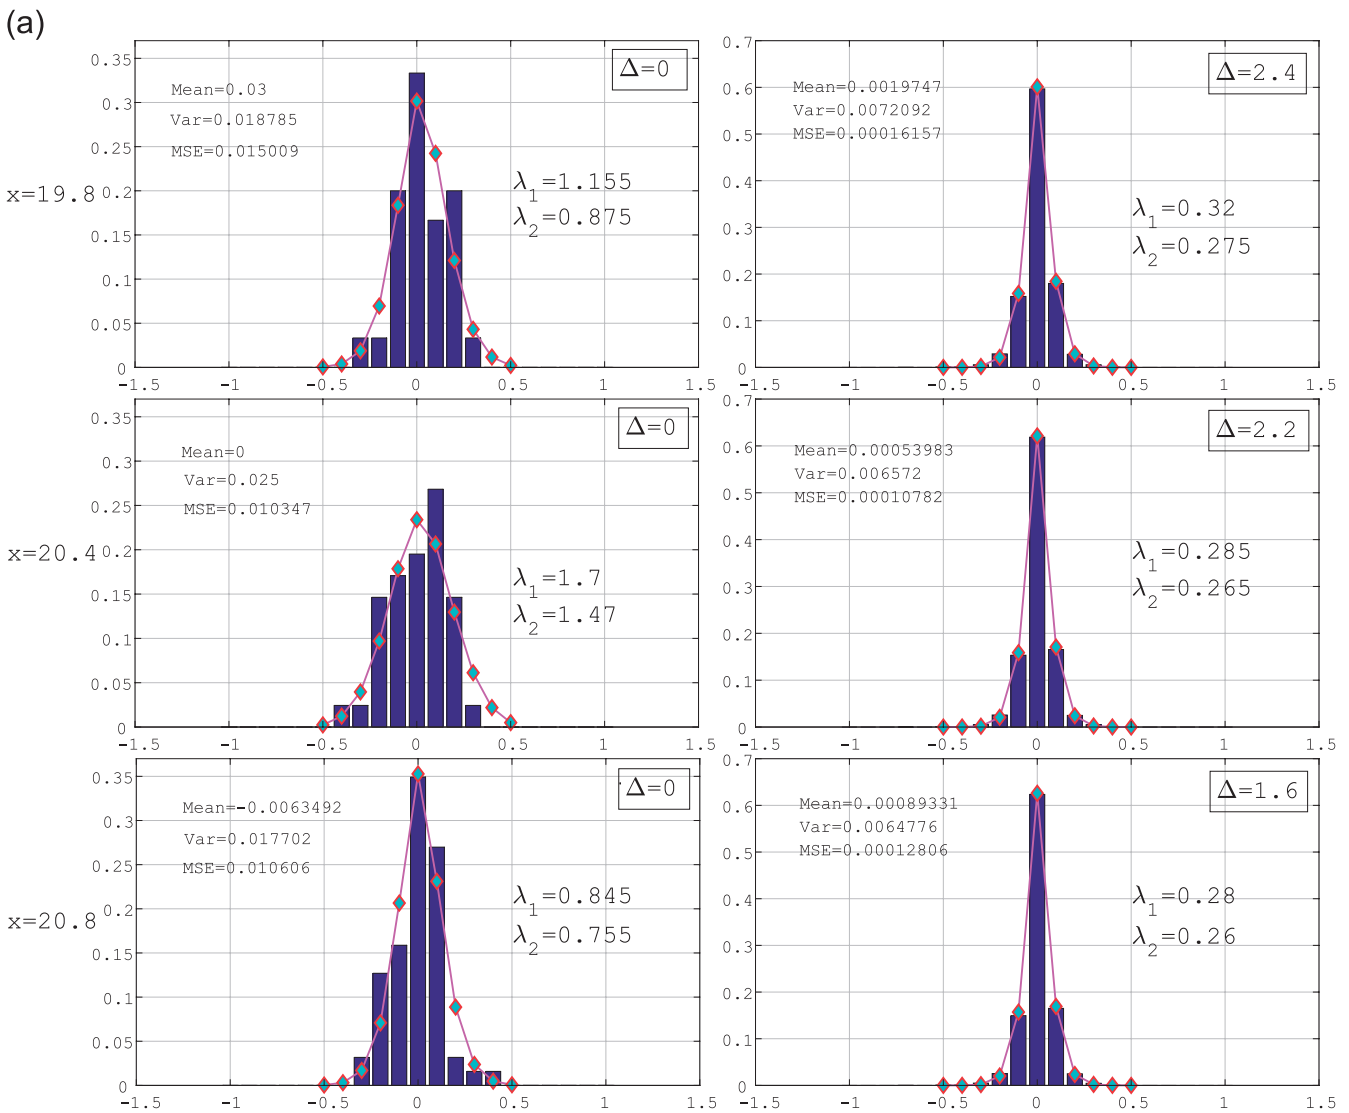 (a)
x=19.8
0.35
0.3
0.25
0.2
0.15
0.1
0.05
0
Mean=0.03
Var=0.018785
MSE=0.015009
Δ=0
λ1=1.155
λ2=0.875
-1.5 -1 -0.5 0 0.5 1 1.5
0.7
0.6
0.5
0.4
0.3
0.2
0.1
0
Mean=0.0019747
Var=0.0072092
MSE=0.00016157
Δ=2.4
λ1=0.32
λ2=0.275
-1.5 -1 -0.5 0 0.5 1 1.5
x=20.4
0.35
0.3
0.25
0.2
0.15
0.1
0.05
0
Mean=0
Var=0.025
MSE=0.010347
Δ=0
λ1=1.7
λ2=1.47
-1.5 -1 -0.5 0 0.5 1 1.5
0.7
0.6
0.5
0.4
0.3
0.2
0.1
0
Mean=0.00053983
Var=0.006572
MSE=0.00010782
Δ=2.2
λ1=0.285
λ2=0.265
-1.5 -1 -0.5 0 0.5 1 1.5
x=20.8
0.35
0.3
0.25
0.2
0.15
0.1
0.05
0
Mean=-0.0063492
Var=0.017702
MSE=0.010606
Δ=0
λ1=0.845
λ2=0.755
-1.5 -1 -0.5 0 0.5 1 1.5
0.7
0.6
0.5
0.4
0.3
0.2
0.1
0
Mean=0.00089331
Var=0.0064776
MSE=0.00012806
Δ=1.6
λ1=0.28
λ2=0.26
-1.5 -1 -0.5 0 0.5 1 1.5